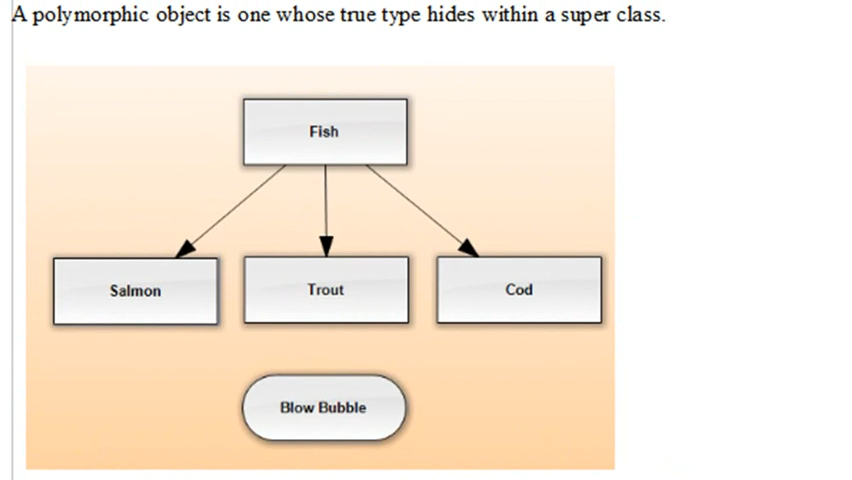 A polymorphic object is one whose true type hides within a super class.
Fish
Salmon
Trout
Cod
Blow Bubble